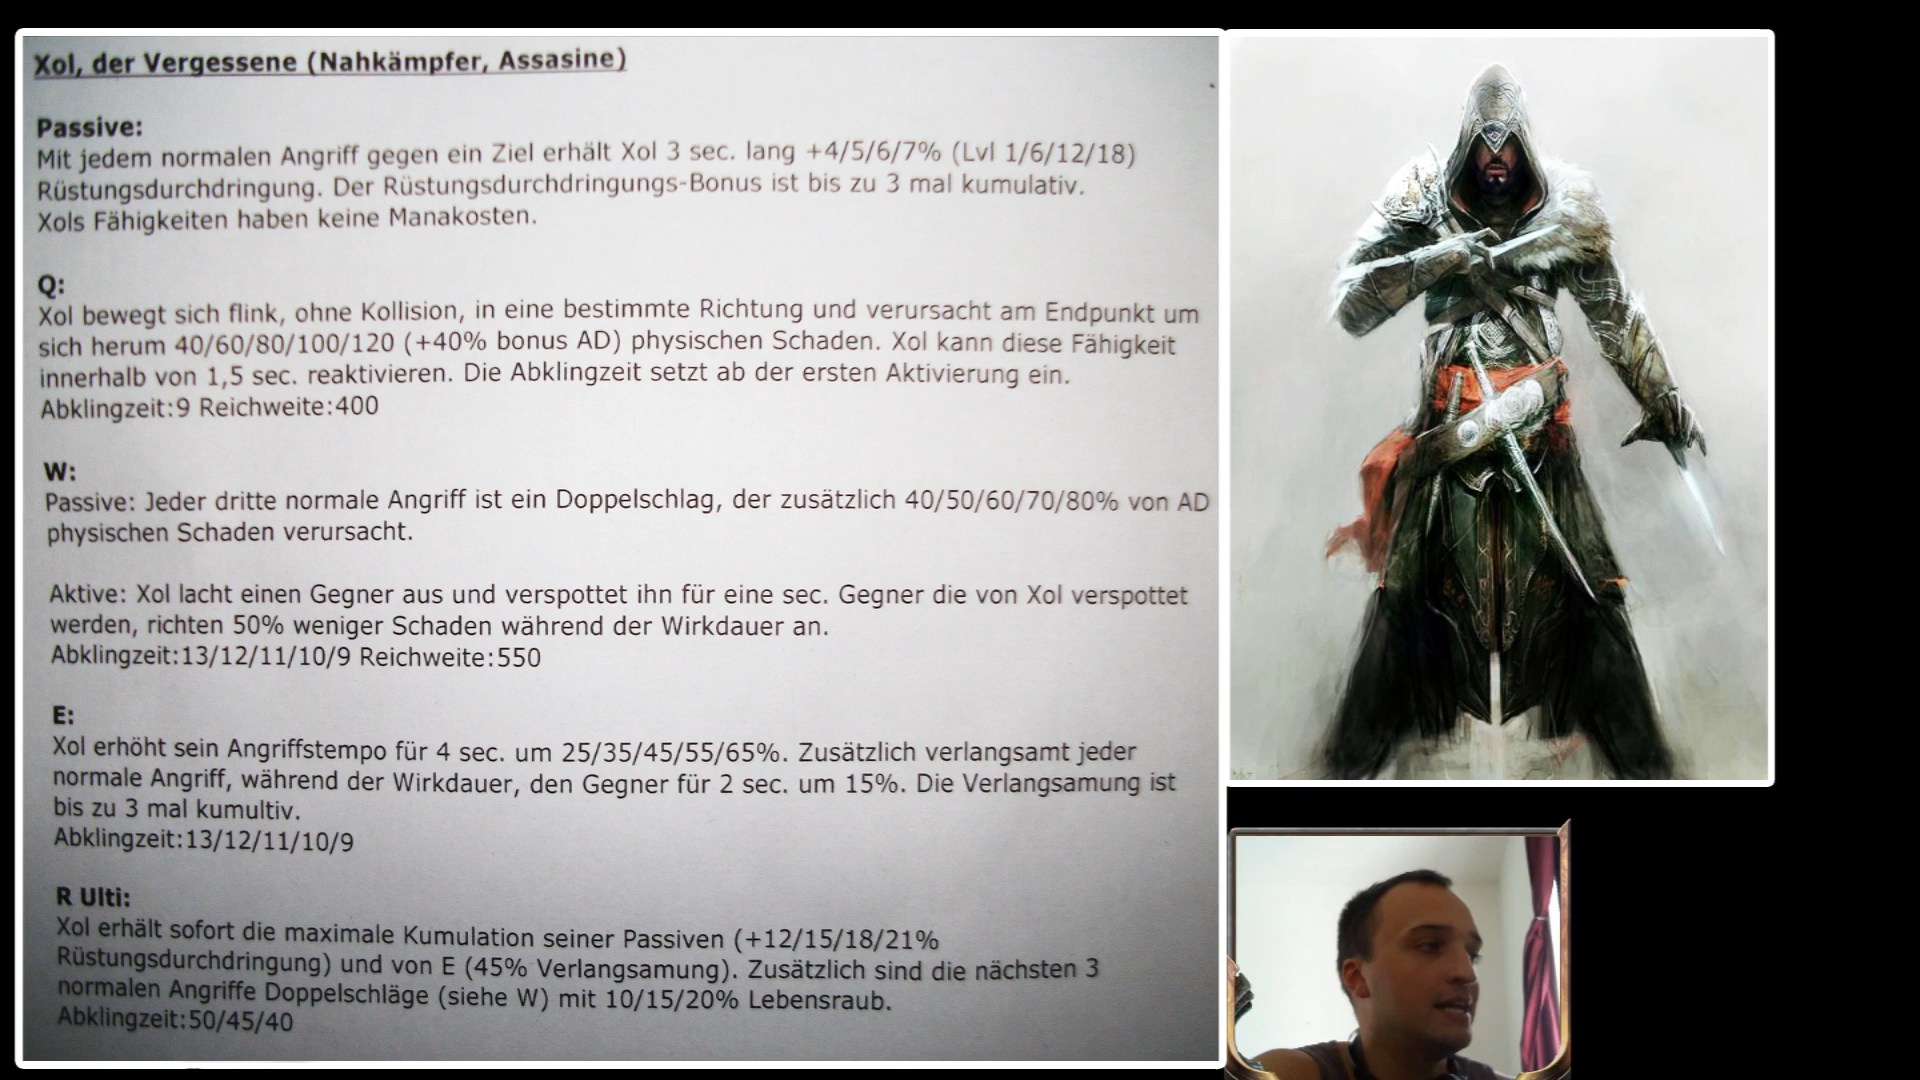 Xol, der Vergessene (Nahkämpfer, Assasine)
Passive:
Mit jedem normalen Angriff gegen ein Ziel erhält Xol 3 sec. lang +4/5/6/7% (Lvl 1/6/12/18)
Rüstungsdurchdringung. Der Rüstungsdurchdringungs-Bonus ist bis zu 3 mal kumulativ.
Xols Fähigkeiten haben keine Manakosten.
Q:
Xol bewegt sich flink, ohne Kollision, in eine bestimmte Richtung und verursacht am Endpunkt um
sich herum 40/60/80/100/120 (+40% bonus AD) physischen Schaden. Xol kann diese Fähigkeit
innerhalb von 1,5 sec. reaktivieren. Die Abklingzeit setzt ab der ersten Aktivierung ein.
Abklingzeit:9 Reichweite:400
W:
Passive: Jeder dritte normale Angriff ist ein Doppelschlag, der zusätzlich 40/50/60/70/80% von AD
physischen Schaden verursacht.
Aktive: Xol lacht einen Gegner aus und verspottet ihn für eine sec. Gegner die von Xol verspottet
werden, richten 50% weniger Schaden während der Wirkdauer an.
Abklingzeit:13/12/11/10/9 Reichweite:550
E:
Xol erhöht sein Angriffstempo für 4 sec. um 25/35/45/55/65%. Zusätzlich verlangsamt jeder
normale Angriff, während der Wirkdauer, den Gegner für 2 sec. um 15%. Die Verlangsamung ist
bis zu 3 mal kumultiv.
Abklingzeit:13/12/11/10/9
R Ulti:
Xol erhält sofort die maximale Kumulation seiner Passiven (+12/15/18/21%
Rüstungsdurchdringung) und von E (45% Verlangsamung). Zusätzlich sind die nächsten 3
normalen Angriffe Doppelschläge (siehe W) mit 10/15/20% Lebensraub.
Abklingzeit:50/45/40